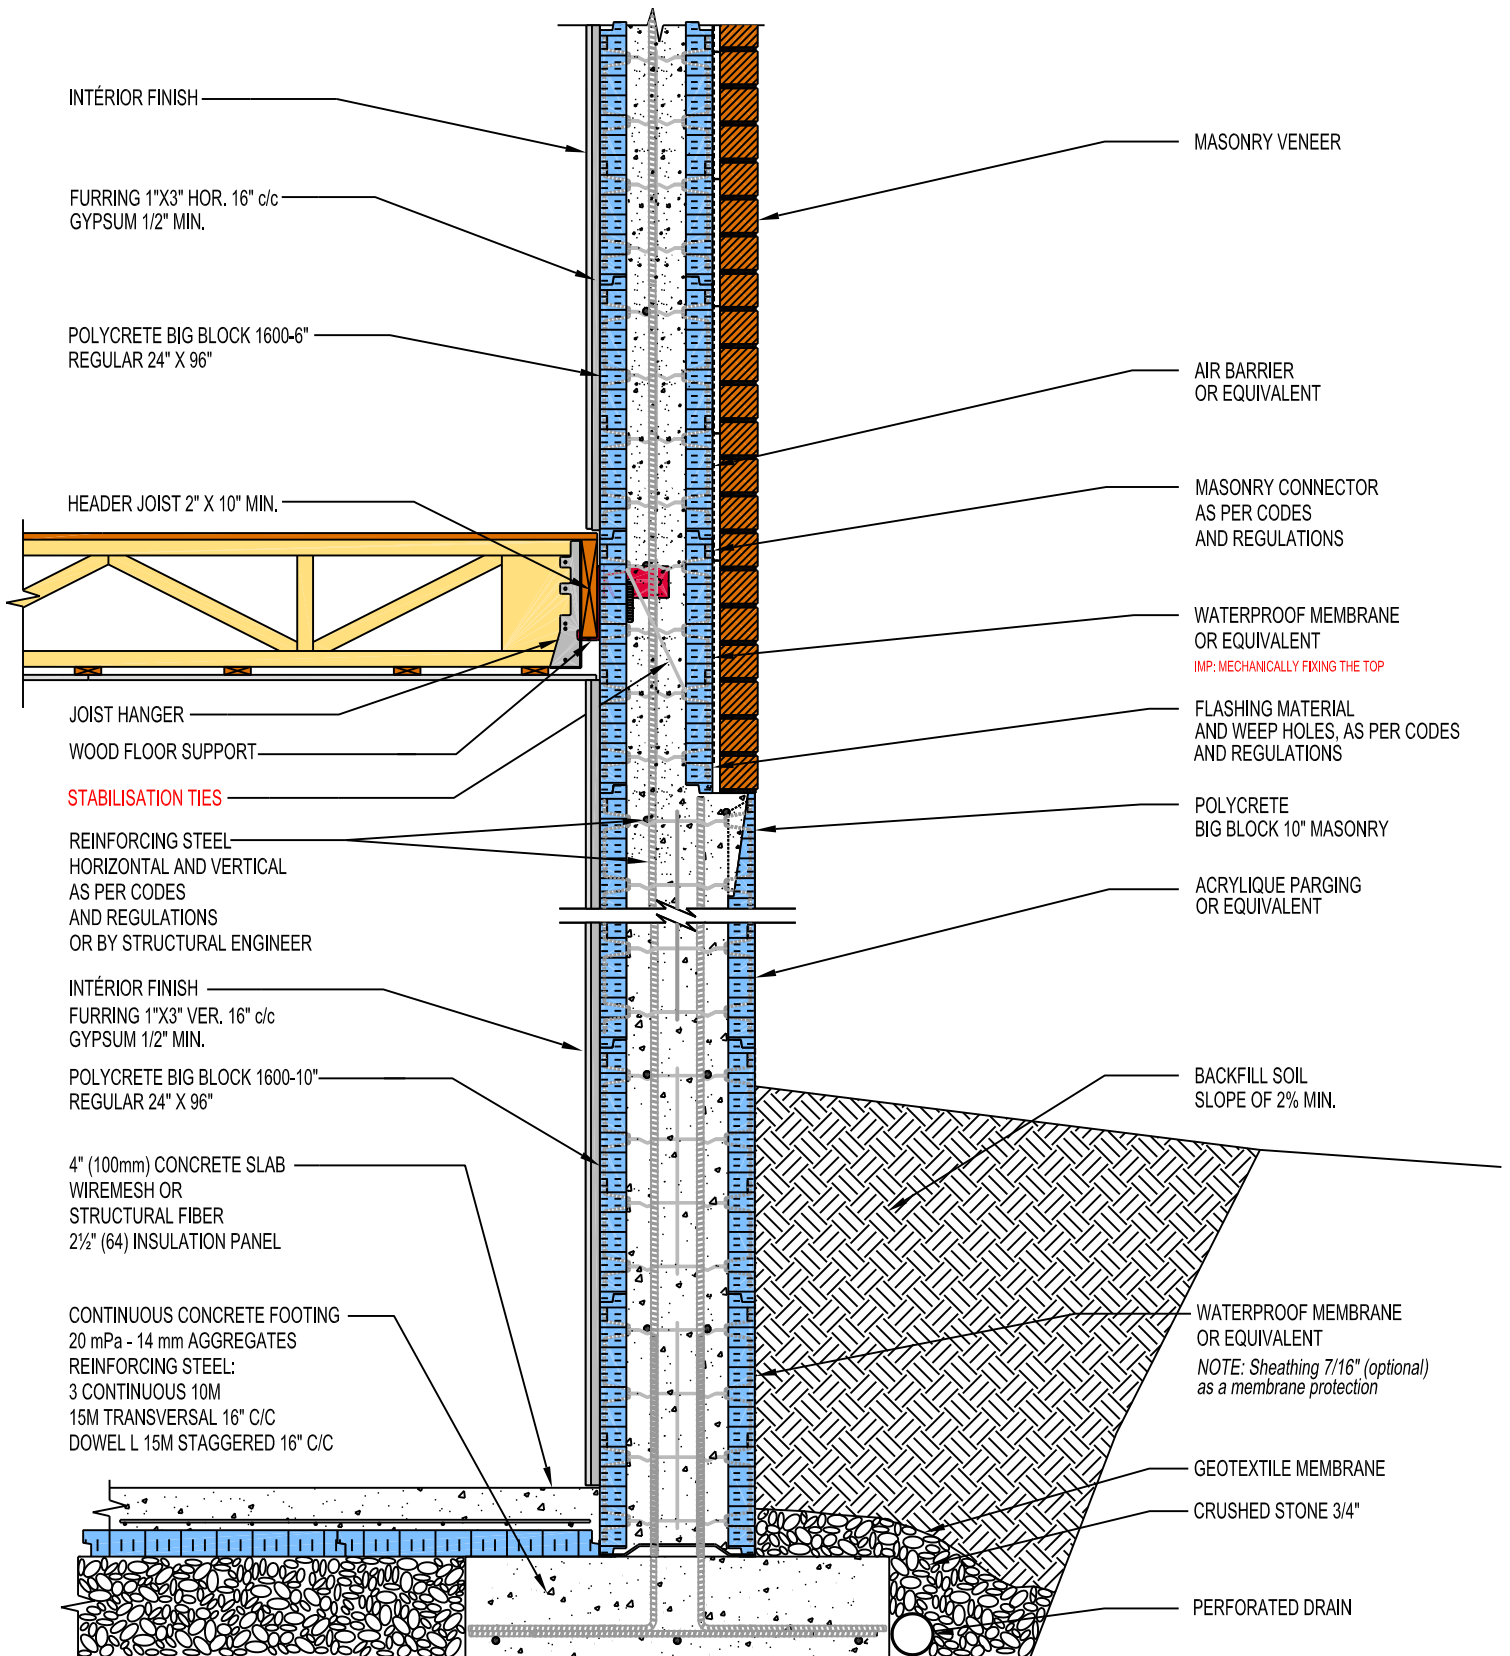 INTÉRIOR FINISH
FURRING 1"X3" HOR. 16" c/c
GYPSUM 1/2" MIN.
POLYCRETE BIG BLOCK 1600-6"
REGULAR 24" X 96"
HEADER JOIST 2" X 10" MIN.
JOIST HANGER
WOOD FLOOR SUPPORT
STABILISATION TIES
REINFORCING STEEL
HORIZONTAL AND VERTICAL
AS PER CODES
AND REGULATIONS
OR BY STRUCTURAL ENGINEER
INTÉRIOR FINISH
FURRING 1"X3" VER. 16" c/c
GYPSUM 1/2" MIN.
POLYCRETE BIG BLOCK 1600-10"
REGULAR 24" X 96"
4" (100mm) CONCRETE SLAB
WIREMESH OR
STRUCTURAL FIBER
2½" (64) INSULATION PANEL
CONTINUOUS CONCRETE FOOTING
20 mPa - 14 mm AGGREGATES
REINFORCING STEEL:
3 CONTINUOUS 10M
15M TRANSVERSAL 16" C/C
DOWEL L 15M STAGGERED 16" C/C
MASONRY VENEER
AIR BARRIER
OR EQUIVALENT
MASONRY CONNECTOR
AS PER CODES
AND REGULATIONS
WATERPROOF MEMBRANE
OR EQUIVALENT
IMP: MECHANICALLY FIXING THE TOP
FLASHING MATERIAL
AND WEEP HOLES, AS PER CODES
AND REGULATIONS
POLYCRETE
BIG BLOCK 10" MASONRY
ACRYLIQUE PARGING
OR EQUIVALENT
BACKFILL SOIL
SLOPE OF 2% MIN.
WATERPROOF MEMBRANE
OR EQUIVALENT
NOTE: Sheathing 7/16" (optional)
as a membrane protection
GEOTEXTILE MEMBRANE
CRUSHED STONE 3/4"
PERFORATED DRAIN